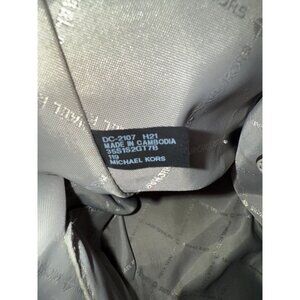 DC-2107 H21
MADE IN CAMBODIA
35S1S2GT7B
119
MICHAEL KORS